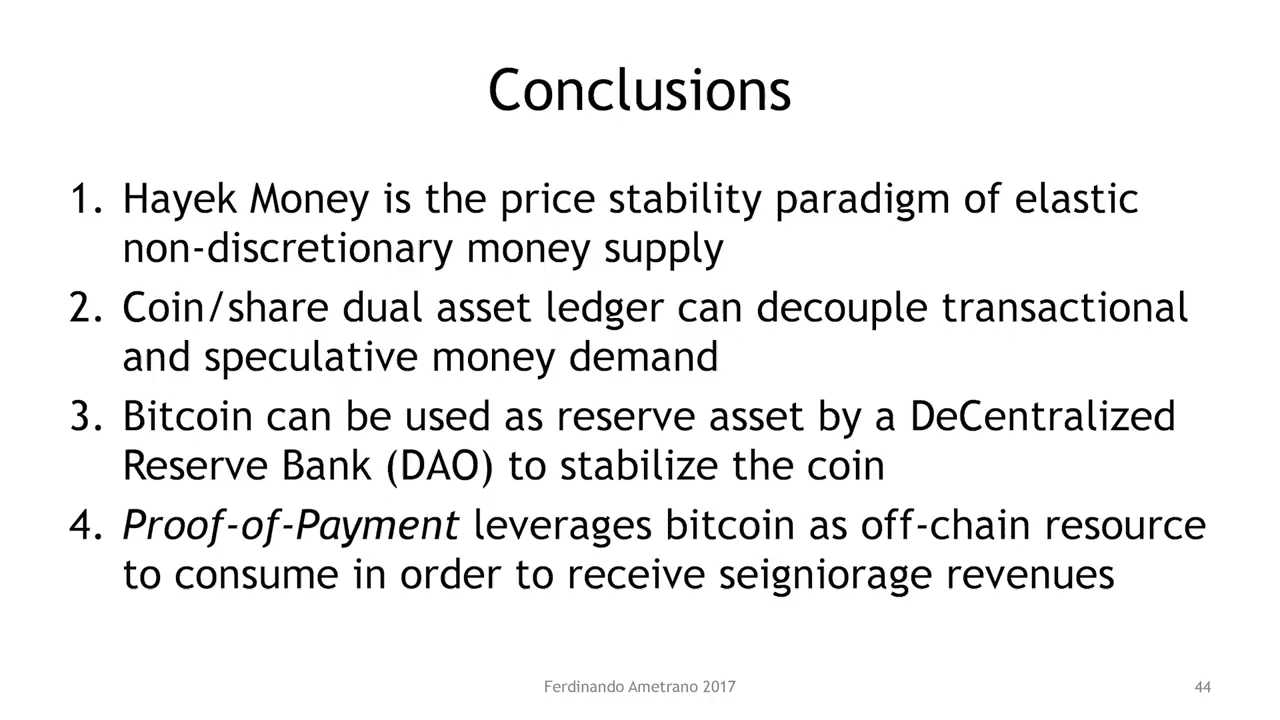 Conclusions
1. Hayek Money is the price stability paradigm of elastic
non-discretionary money supply
2. Coin/share dual asset ledger can decouple transactional
and speculative money demand
3. Bitcoin can be used as reserve asset by a DeCentralized
Reserve Bank (DAO) to stabilize the coin
4. Proof-of-Payment leverages bitcoin as off-chain resource
to consume in order to receive seigniorage revenues
Ferdinando Ametrano 2017
44